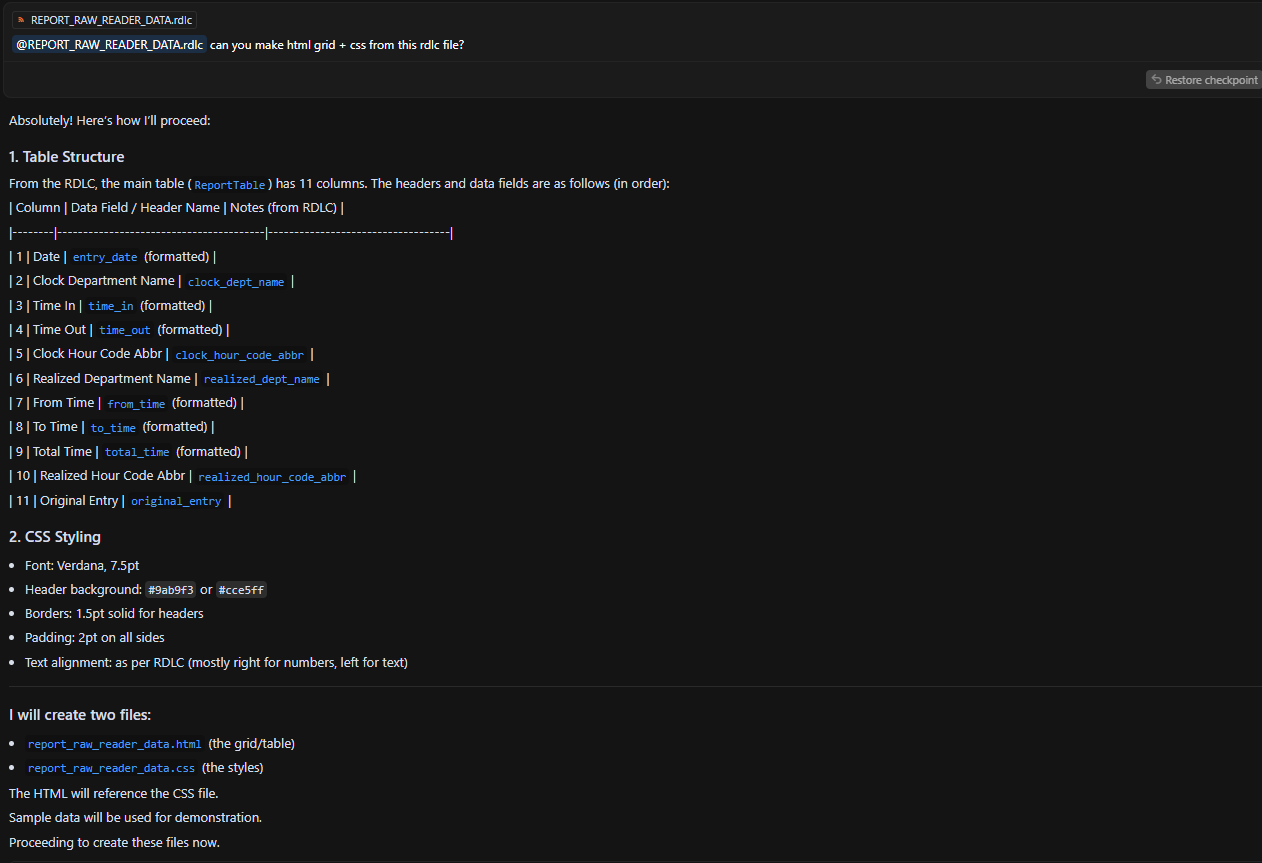 REPORT_RAW_READER_DATA.rdlc
@REPORT_RAW_READER_DATA.rdlc can you make html grid + css from this rdlc file?
Restore checkpoint
Absolutely! Here's how I'll proceed:
1. Table Structure
From the RDLC, the main table ( ReportTable ) has 11 columns. The headers and data fields are as follows (in order):
| Column | Data Field / Header Name | Notes (from RDLC) |
|--------|-----------------------------------------|-----------------------------------|
| 1 | Date | entry_date (formatted) |
| 2 | Clock Department Name | clock_dept_name |
| 3 | Time In | time_in (formatted) |
| 4 | Time Out | time_out (formatted) |
| 5 | Clock Hour Code Abbr | clock_hour_code_abbr |
| 6 | Realized Department Name | realized_dept_name |
| 7 | From Time | from_time (formatted) |
| 8 | To Time | to_time (formatted) |
| 9 | Total Time | total_time (formatted) |
| 10 | Realized Hour Code Abbr | realized_hour_code_abbr |
| 11 | Original Entry | original_entry |
2. CSS Styling
• Font: Verdana, 7.5pt
• Header background: #9ab9f3 or #cce5ff
• Borders: 1.5pt solid for headers
• Padding: 2pt on all sides
• Text alignment: as per RDLC (mostly right for numbers, left for text)
I will create two files:
• report_raw_reader_data.html (the grid/table)
• report_raw_reader_data.css (the styles)
The HTML will reference the CSS file.
Sample data will be used for demonstration.
Proceeding to create these files now.